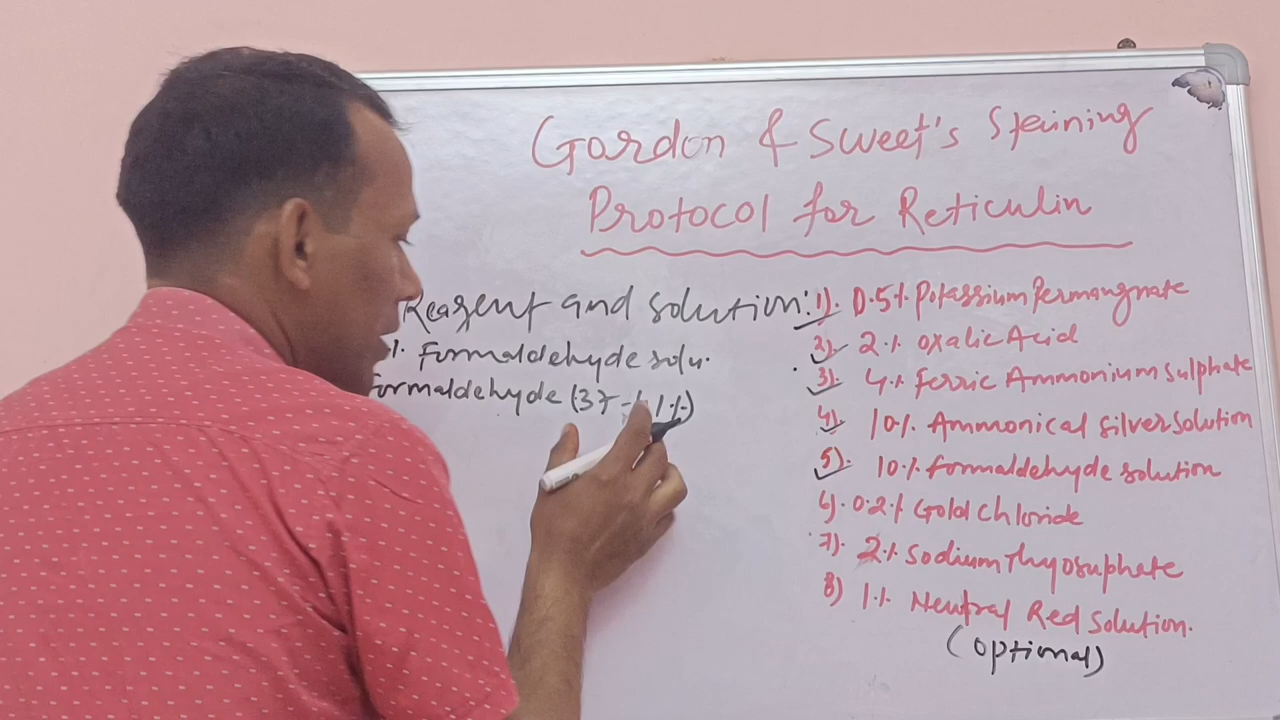 Gordon & Sweet's Staining
Protocol for Reticulin
Reagent and solution:
1. Formaldehyde solu.
Formaldehyde (37-41%)
1). 0.5% Potassium Permangnate
2). 2% oxalic Acid
3). 4% Ferric Ammonium sulphate
4). 10% Ammonical silver solution
5). 10% formaldehyde solution
6). 0.2% Gold chloride
7). 2% sodium thyosuphate
8) 1% Neutral Red solution.
(optional)